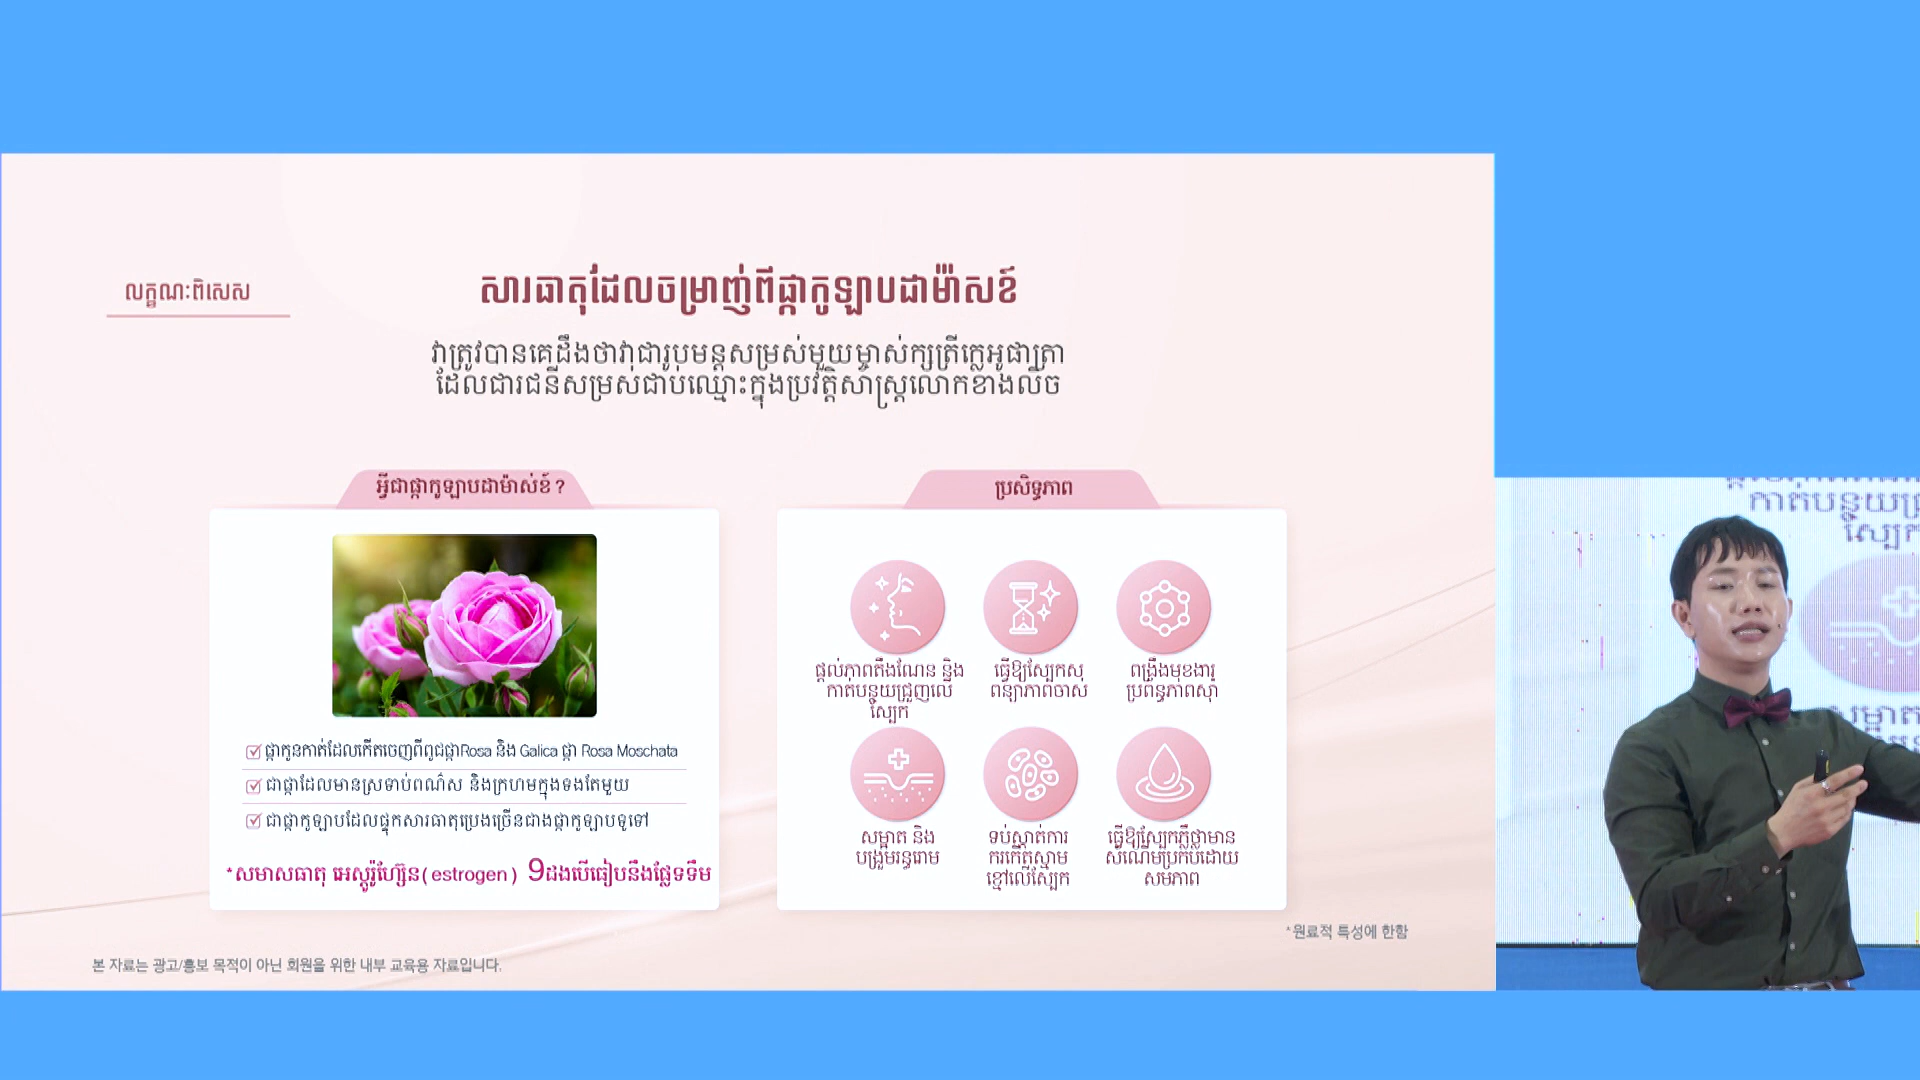 លក្ខណៈពិសេស
សារធាតុដែលចម្រាញ់ពីផ្កាកូឡាបដាម៉ាសខ៍
វាត្រូវបានគេដឹងថាវាជារូបមន្តសម្រស់មួយម្ចាស់ក្សត្រីក្លេអូផាត្រា
ដែលជារជនីសម្រស់ជាប់ឈ្មោះក្នុងប្រវត្តិសាស្ត្រលោកខាងលិច
អ្វីជាផ្កាកូឡាបដាម៉ាស់ខ៍ ?
ផ្កាកូនកាត់ដែលកើតចេញពីពូជផ្កាRosa និង Galica ផ្កា Rosa Moschata
ជាផ្កាដែលមានស្រទាប់ពណ៌ស និងក្រហមក្នុងទងតែមួយ
ជាផ្កាកូឡាបដែលផ្ទុកសារធាតុប្រេងច្រើនជាងផ្កាកូឡាបទូទៅ
*សមាសធាតុ អេស្ត្រូរ៉ូហ្សែន( estrogen ) 9ដងបើធៀបនឹងផ្លែទទឹម
ប្រសិទ្ធភាព
ផ្តល់ភាពតឹងណែន និង
កាត់បន្ថយជ្រួញលើ
ស្បែក
ធ្វើឱ្យស្បែកស្
ពន្យាភាពចាស់
ពង្រឹងមុខងារ
ប្រពន្ធភាពស៊ាំ
សម្អាត និង
បង្រួមរន្ធរោម
ទប់ស្កាត់ការ
ករកើតស្នាម
ខ្មៅលើស្បែក
ធ្វើឱ្យស្បែកភ្លឺថ្លាមាន
សំណើមប្រកបដោយ
សមភាព
*원료적 특성에 한함
본 자료는 광고/홍보 목적이 아닌 회원을 위한 내부 교육용 자료입니다.
កាត់បន្ថយជ្រ
ស្បែក